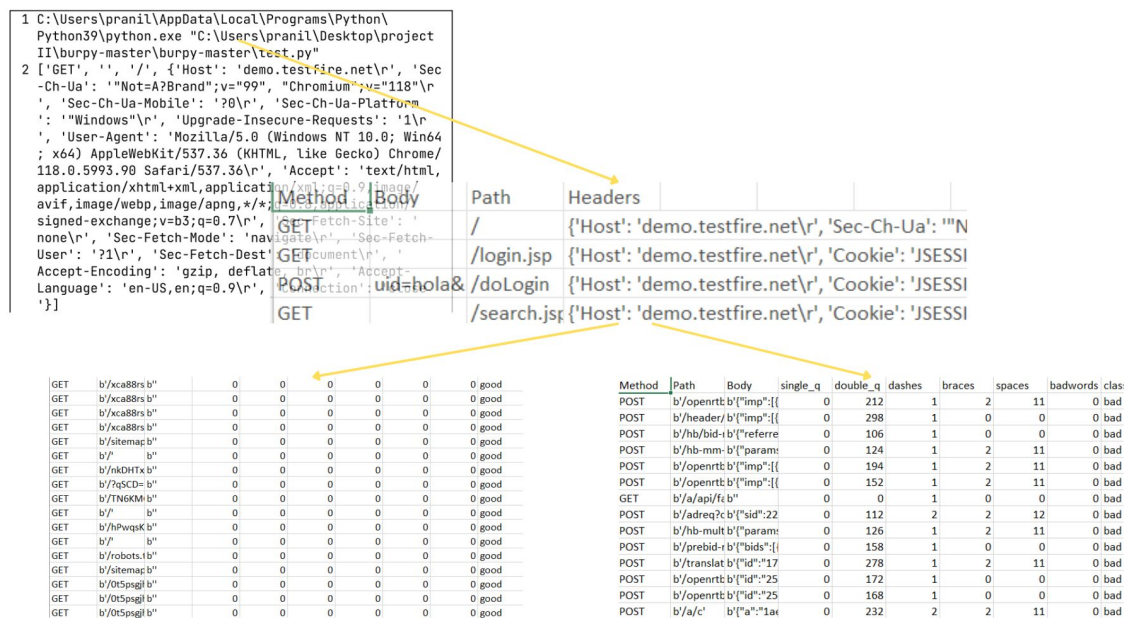 1 C:\Users\pranil\AppData\Local\Programs\Python\
Python39\python.exe "C:\Users\pranil\Desktop\project
II\burpy-master\burpy-master\test.py"
2 ['GET', '', '/', {'Host': 'demo.testfire.net\r', 'Sec
-Ch-Ua': '"Not=A?Brand";v="99", "Chromium";v="118"\r
', 'Sec-Ch-Ua-Mobile': '?0\r', 'Sec-Ch-Ua-Platform
': '"Windows"\r', 'Upgrade-Insecure-Requests': '1\r
', 'User-Agent': 'Mozilla/5.0 (Windows NT 10.0; Win64
; x64) AppleWebKit/537.36 (KHTML, like Gecko) Chrome/
118.0.5993.90 Safari/537.36\r', 'Accept': 'text/html,
application/xhtml+xml,application/xml;q=0.9,image/
avif,image/webp,image/apng,*/*;q=0.8,application/
signed-exchange;v=b3;q=0.7\r', 'Sec-Fetch-Site': '
none\r', 'Sec-Fetch-Mode': 'navigate\r', 'Sec-Fetch-
User': '?1\r', 'Sec-Fetch-Dest': 'document\r', '
Accept-Encoding': 'gzip, deflate, br\r', 'Accept-
Language': 'en-US,en;q=0.9\r', 'Connection': 'close
'}]
Method Body Path Headers
GET / {'Host': 'demo.testfire.net\r', 'Sec-Ch-Ua': '"N
GET /login.jsp {'Host': 'demo.testfire.net\r', 'Cookie': 'JSESSI
POST uid=hola& /doLogin {'Host': 'demo.testfire.net\r', 'Cookie': 'JSESSI
GET /search.jsp {'Host': 'demo.testfire.net\r', 'Cookie': 'JSESSI
GET b'/xca88rs b'' 0 0 0 0 0 0 good
GET b'/xca88rs b'' 0 0 0 0 0 0 good
GET b'/xca88rs b'' 0 0 0 0 0 0 good
GET b'/xca88rs b'' 0 0 0 0 0 0 good
GET b'/sitemap b'' 0 0 0 0 0 0 good
GET b'/' b'' 0 0 0 0 0 0 good
GET b'/nkDHTx b'' 0 0 0 0 0 0 good
GET b'/?qSCD= b'' 0 0 0 0 0 0 good
GET b'/TN6KM b'' 0 0 0 0 0 0 good
GET b'/' b'' 0 0 0 0 0 0 good
GET b'/hPwqsK b'' 0 0 0 0 0 0 good
GET b'/' b'' 0 0 0 0 0 0 good
GET b'/robots.t b'' 0 0 0 0 0 0 good
GET b'/sitemap b'' 0 0 0 0 0 0 good
GET b'/0t5psgjl b'' 0 0 0 0 0 0 good
GET b'/0t5psgjl b'' 0 0 0 0 0 0 good
GET b'/0t5psgjl b'' 0 0 0 0 0 0 good
Method Path Body single_q double_q dashes braces spaces badwords class
POST b'/openrtb b'{"imp":[{ 0 212 1 2 11 0 bad
POST b'/header/ b'{"imp":[{ 0 298 1 0 0 0 bad
POST b'/hb/bid-r b'{"referre 0 106 1 0 0 0 bad
POST b'/hb-mm- b'{"params 0 124 1 2 11 0 bad
POST b'/openrtb b'{"imp":[{ 0 194 1 2 11 0 bad
POST b'/openrtb b'{"imp":[{ 0 152 1 2 11 0 bad
GET b'/a/api/fa b'' 0 0 1 0 0 0 bad
POST b'/adreq?c b'{"sid":22 0 112 2 2 12 0 bad
POST b'/hb-mult b'{"params 0 126 1 2 11 0 bad
POST b'/prebid-r b'{"bids":[{ 0 158 1 0 0 0 bad
POST b'/translat b'{"id":"17 0 278 1 2 11 0 bad
POST b'/openrtb b'{"id":"25 0 172 1 0 0 0 bad
POST b'/openrtb b'{"id":"25 0 168 1 0 0 0 bad
POST b'/a/c' b'{"a":"1ae 0 232 2 2 11 0 bad